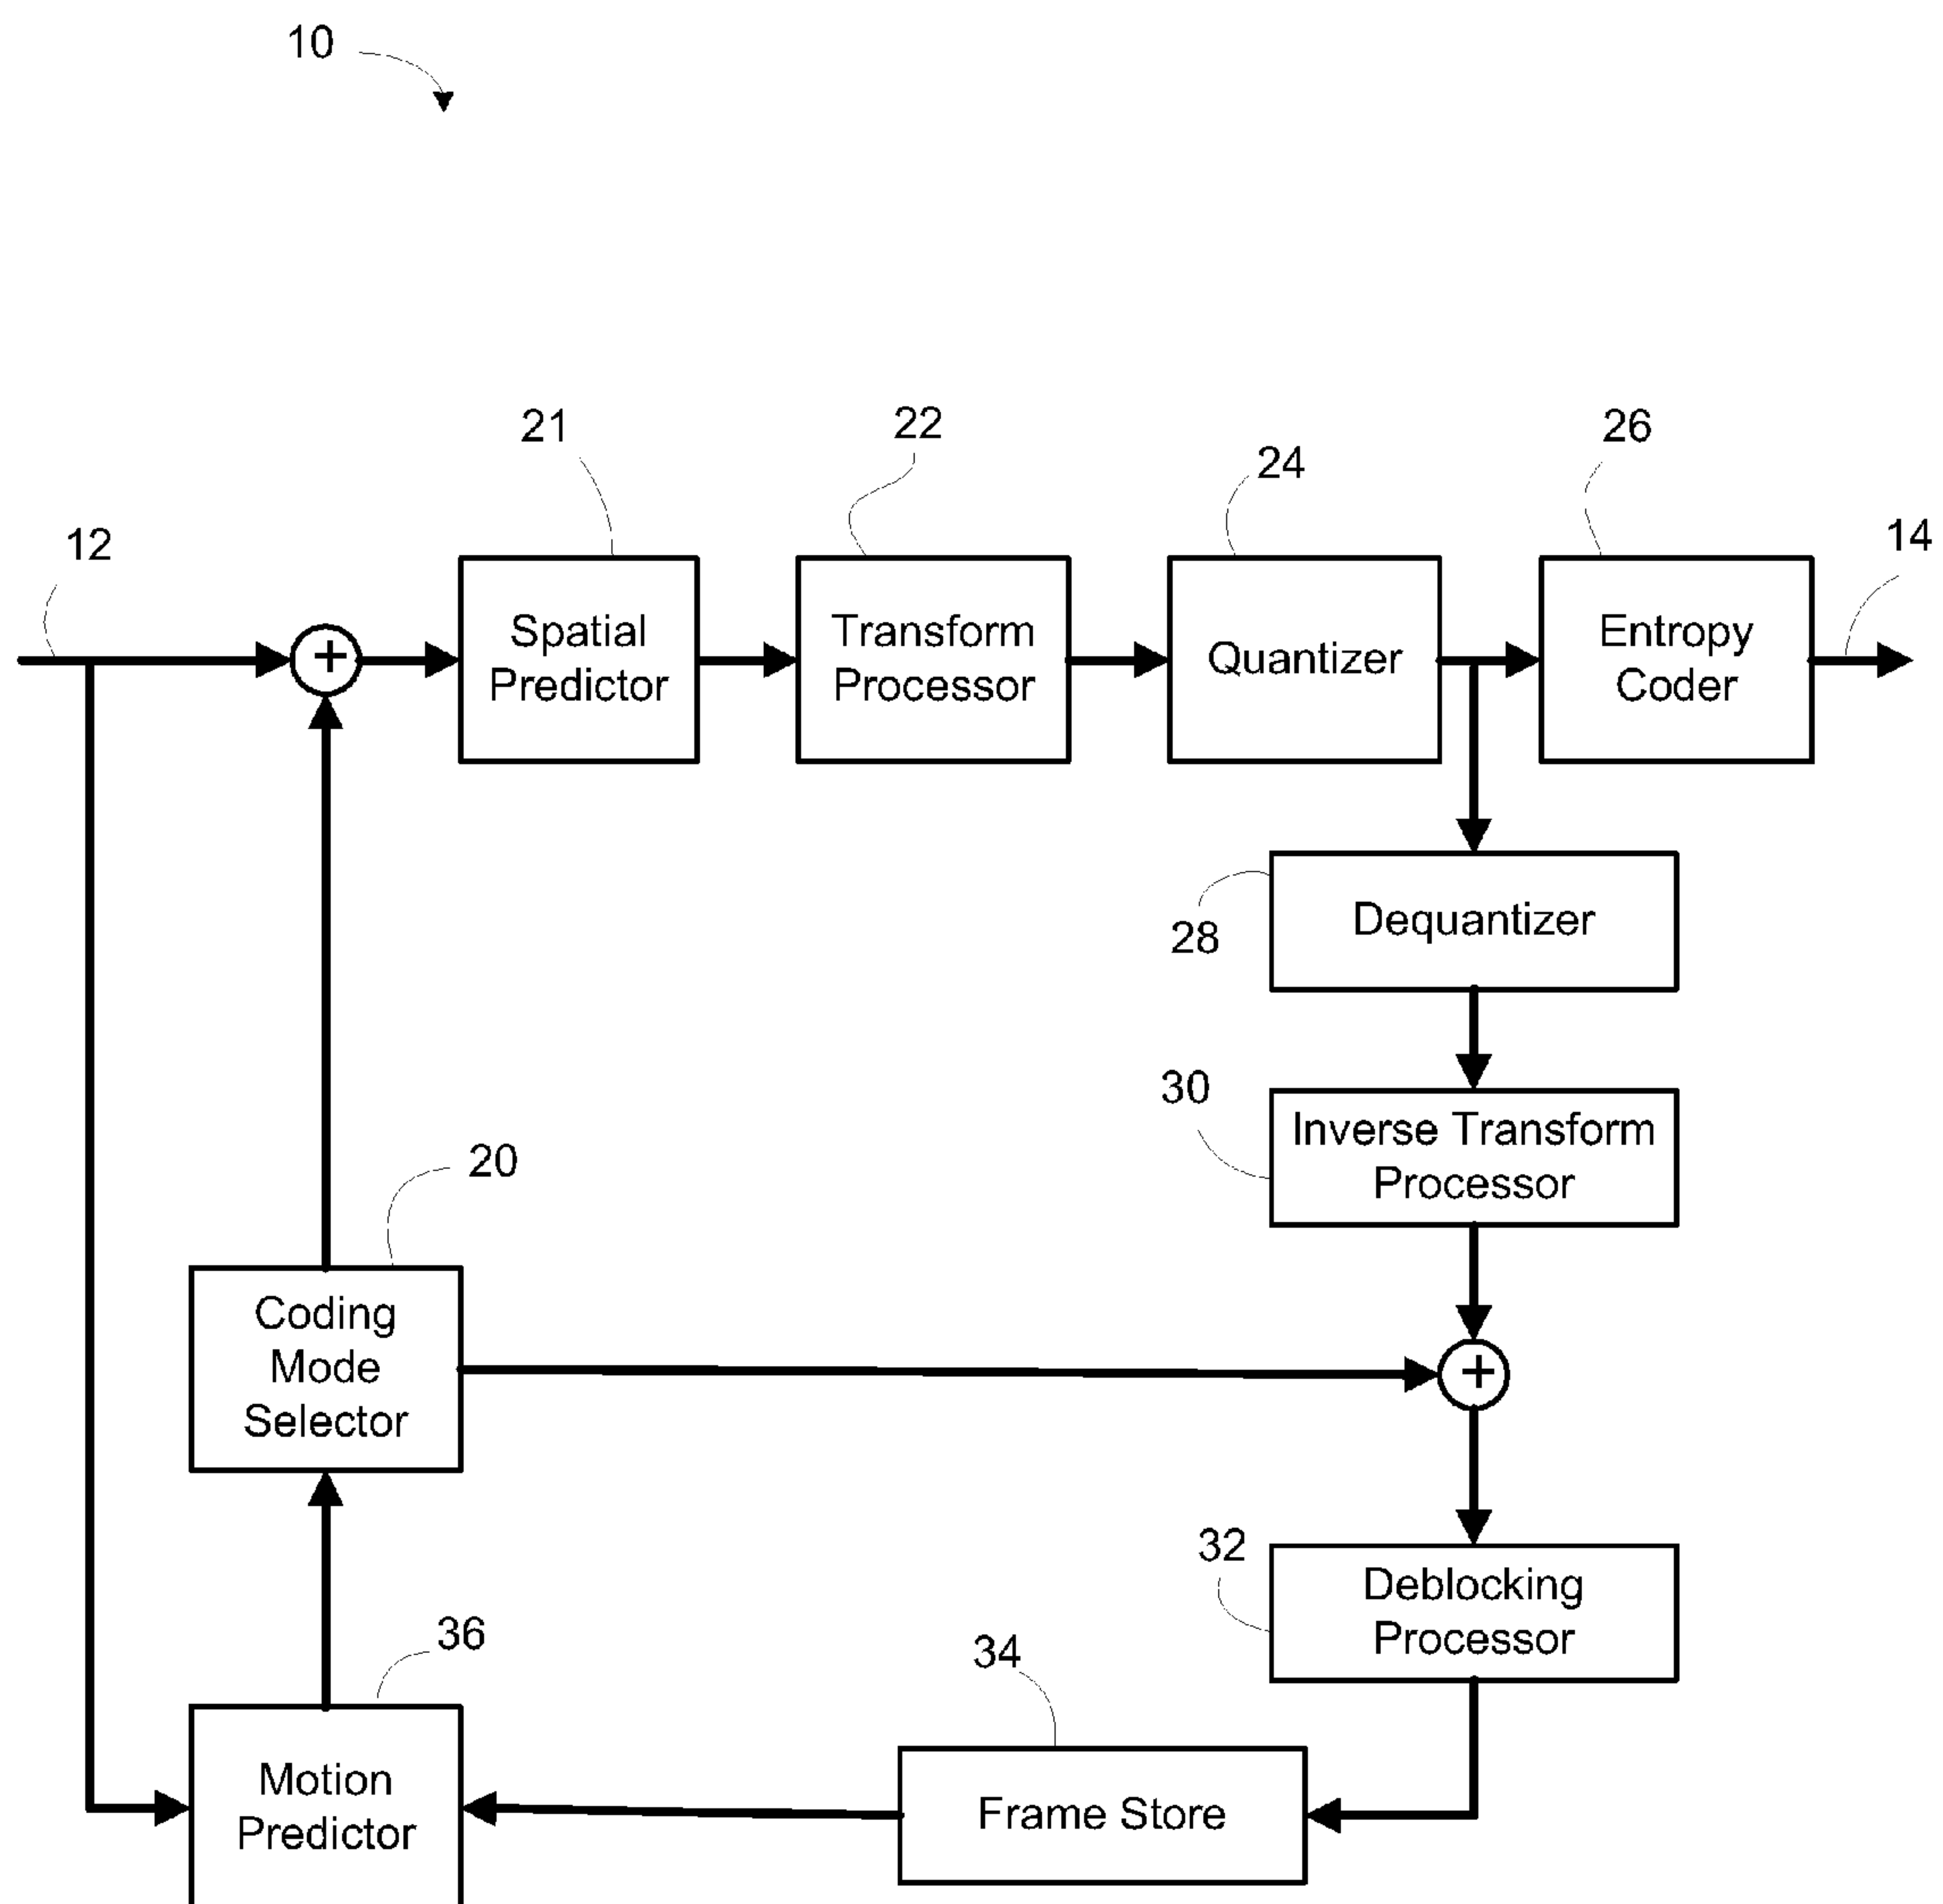 10
21
22
24
26
12
14
Spatial
Predictor
Transform
Processor
Quantizer
Entropy
Coder
+
28
Dequantizer
30
Inverse Transform
Processor
20
Coding
Mode
Selector
+
32
Deblocking
Processor
36
34
Motion
Predictor
Frame Store